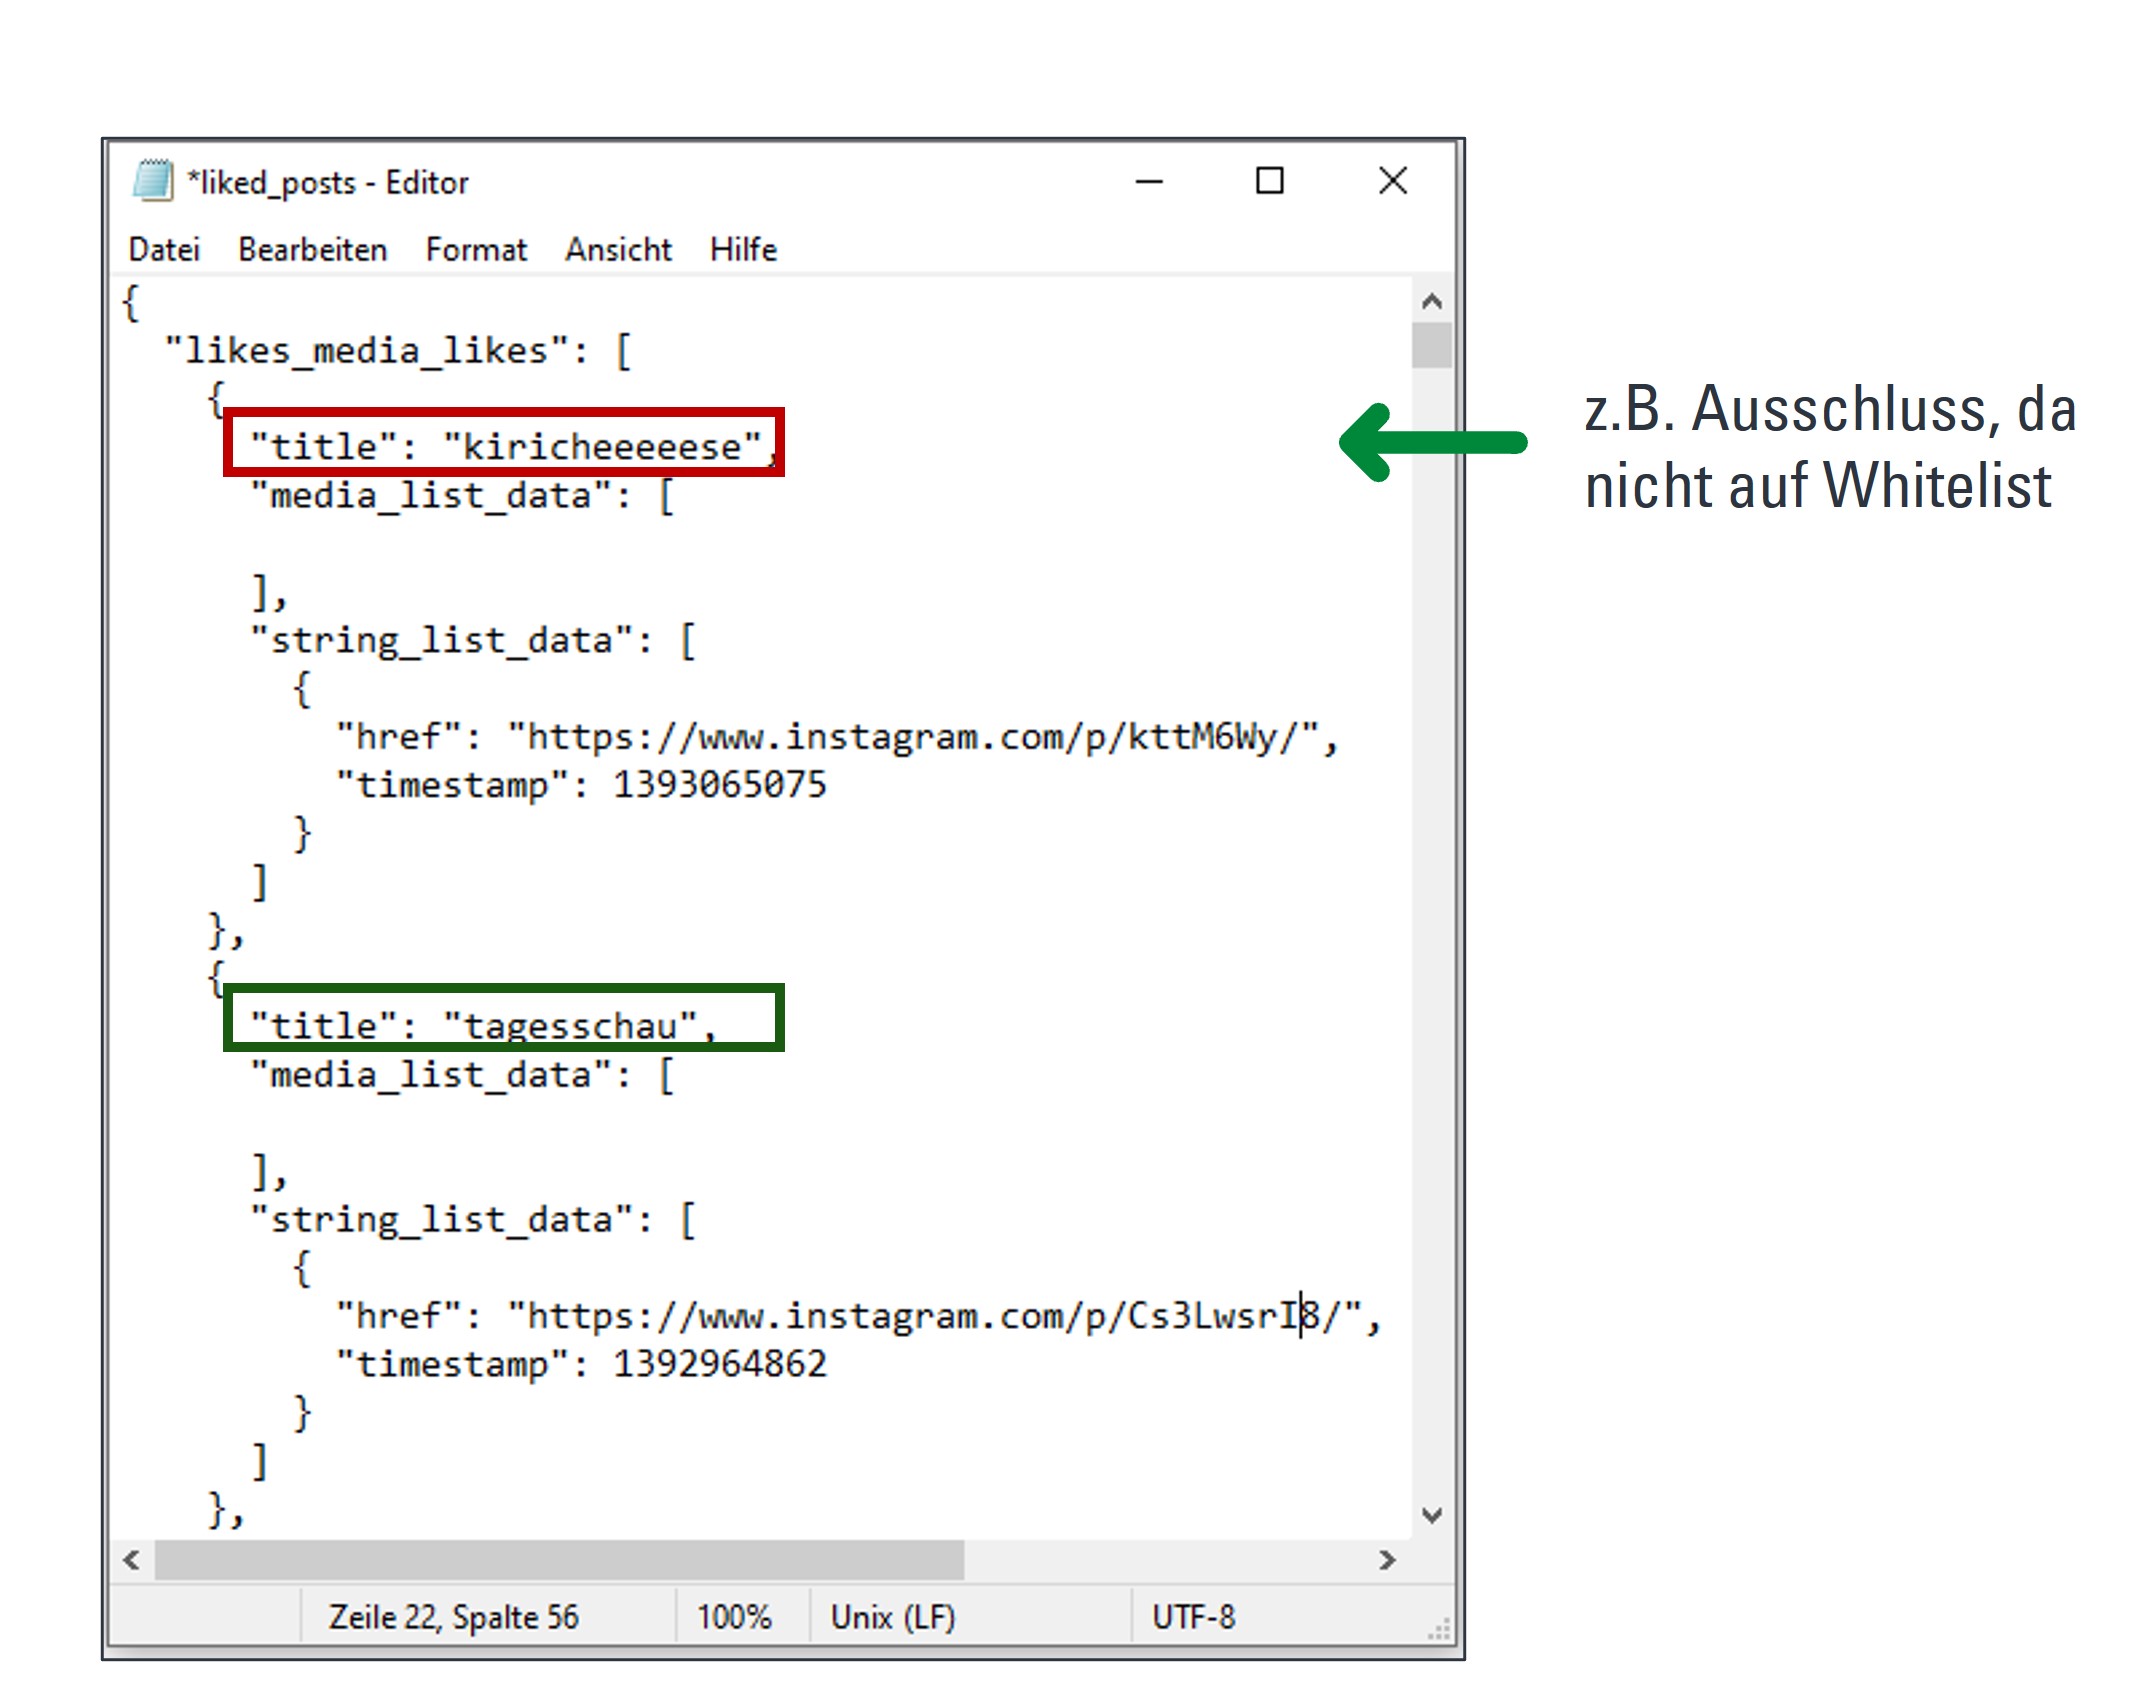 *liked_posts - Editor
Datei Bearbeiten Format Ansicht Hilfe
{
  "likes_media_likes": [
    {
      "title": "kiricheeeeese",
      "media_list_data": [

      ],
      "string_list_data": [
        {
          "href": "https://www.instagram.com/p/kttM6Wy/",
          "timestamp": 1393065075
        }
      ]
    },
    {
      "title": "tagesschau",
      "media_list_data": [

      ],
      "string_list_data": [
        {
          "href": "https://www.instagram.com/p/Cs3LwsrI8/",
          "timestamp": 1392964862
        }
      ]
    },
Zeile 22, Spalte 56 100% Unix (LF) UTF-8
z.B. Ausschluss, da
nicht auf Whitelist